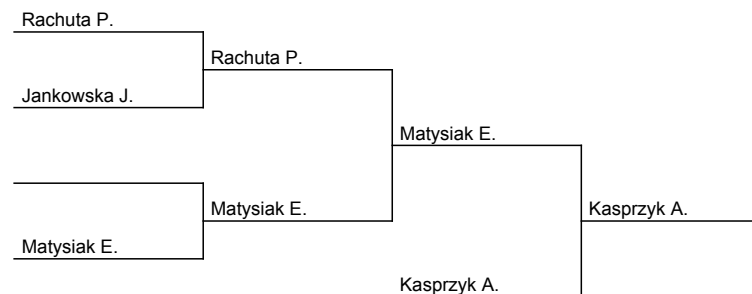 Rachuta P.
Rachuta P.
Jankowska J.
Matysiak E.
Matysiak E.
Kasprzyk A.
Matysiak E.
Kasprzyk A.